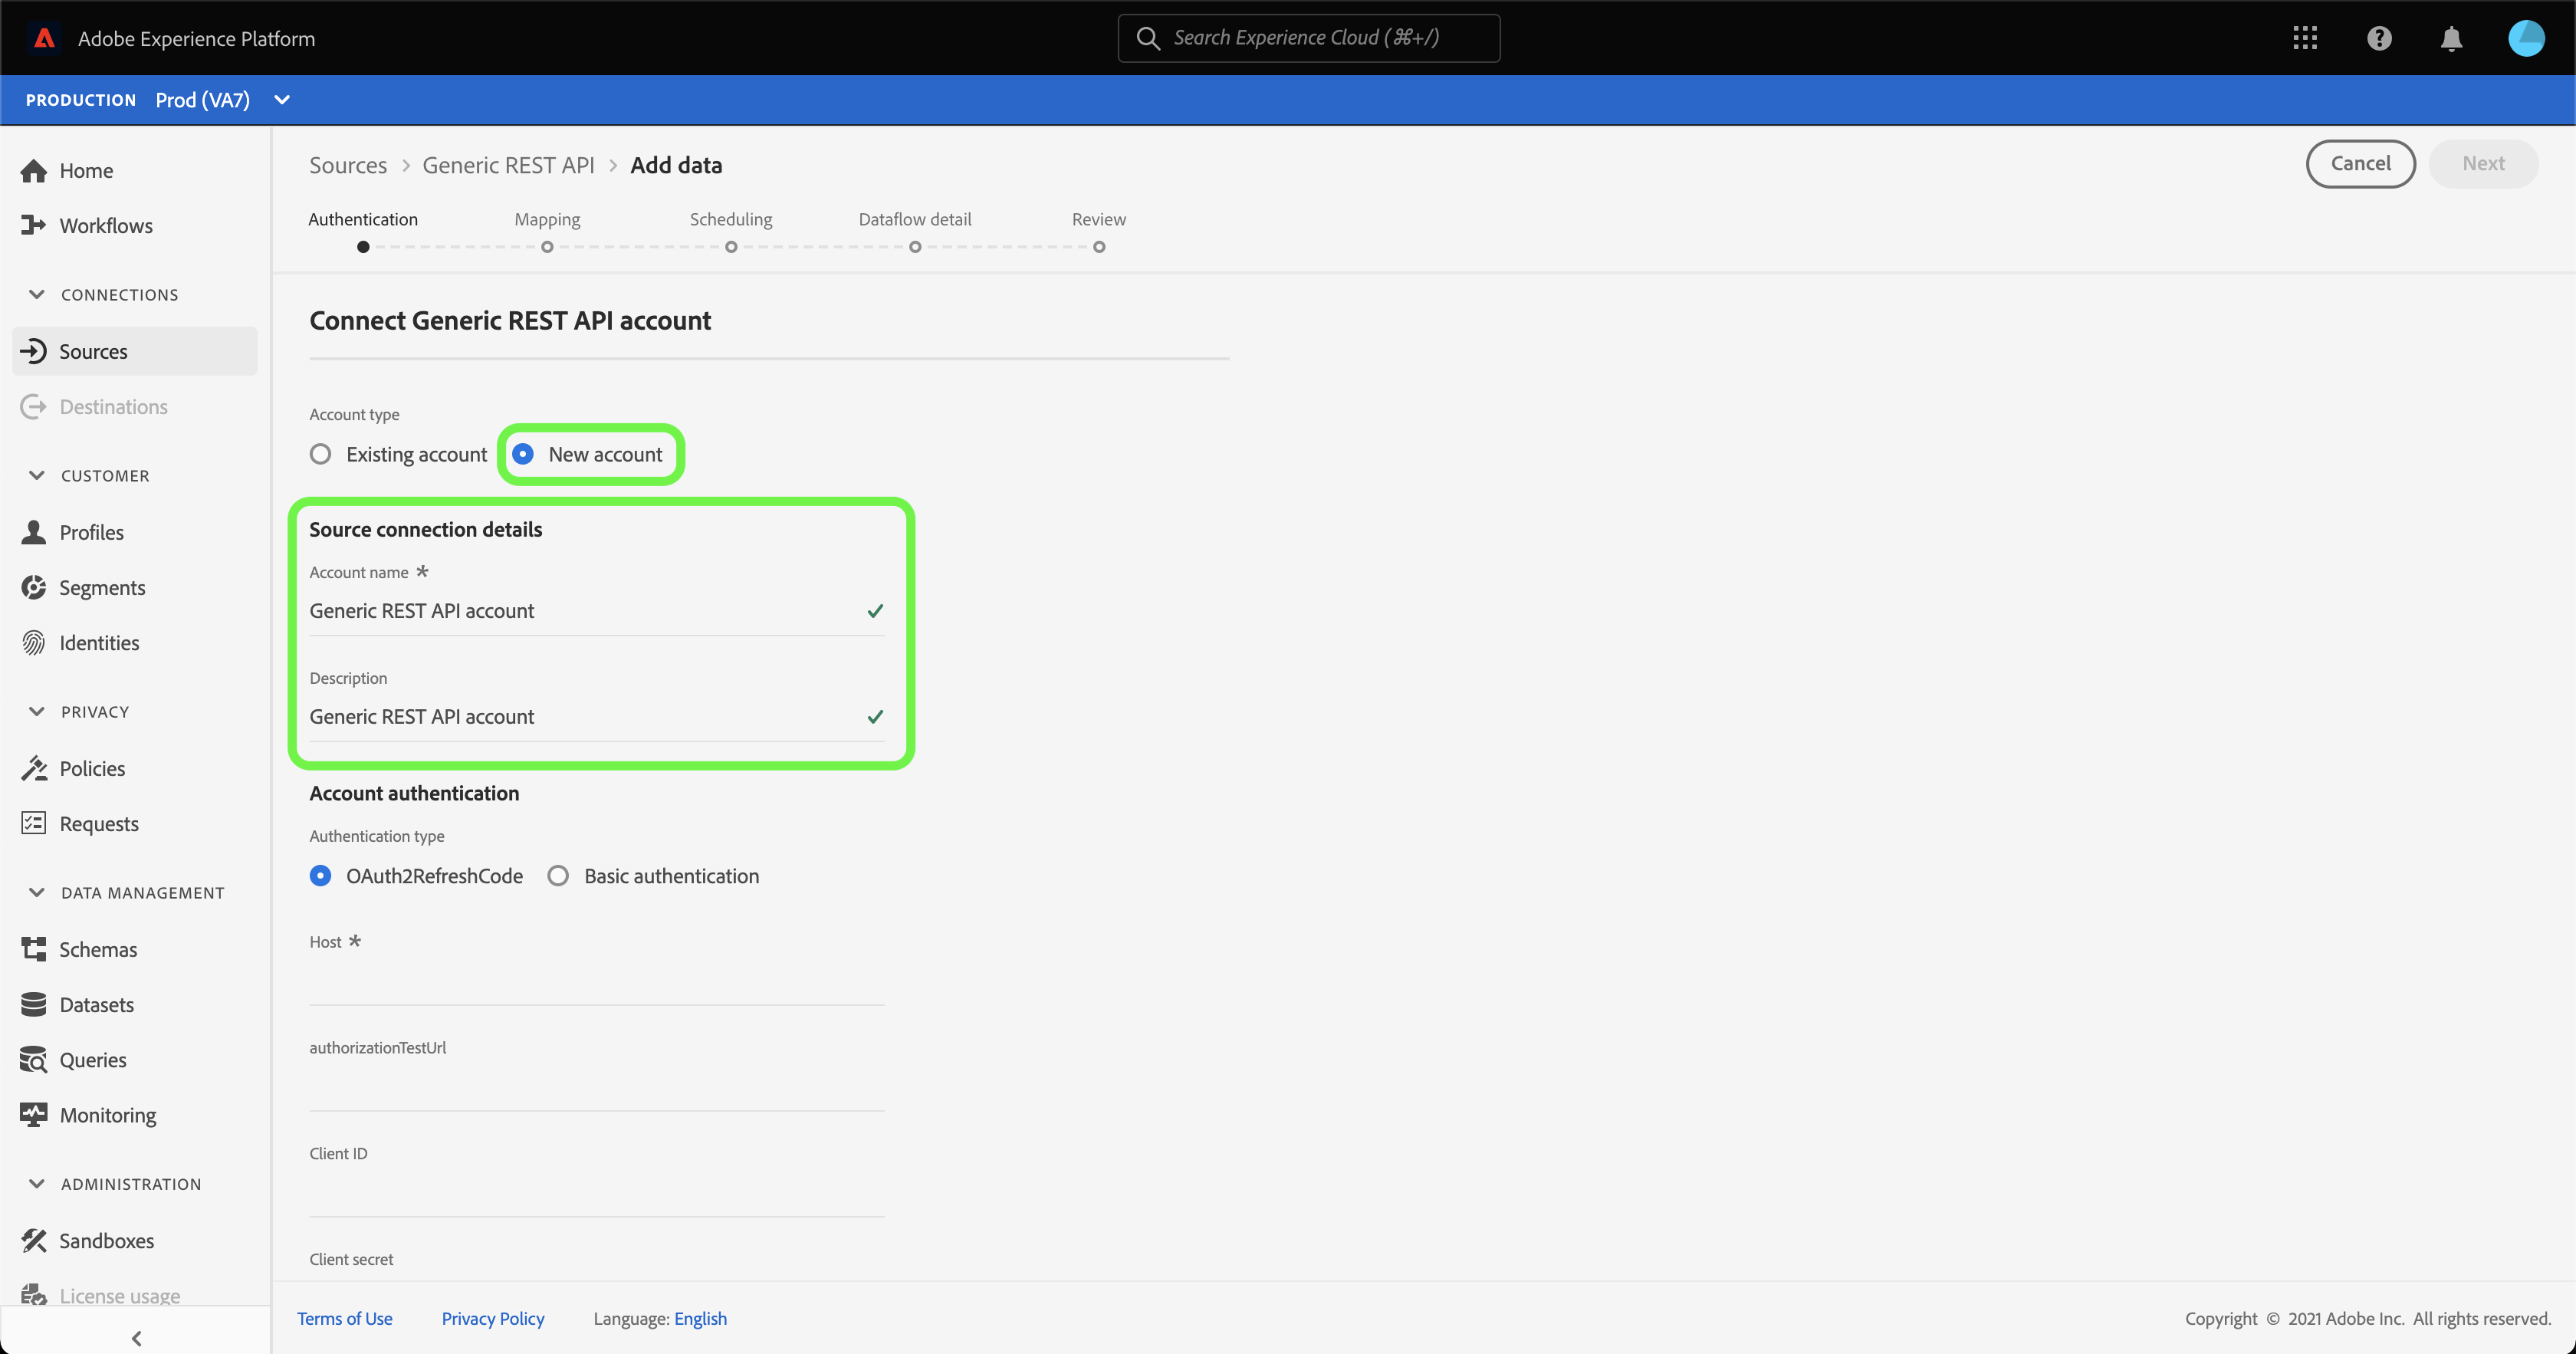 Adobe Experience Platform
Search Experience Cloud (⌘+/)
PRODUCTION Prod (VA7)
Home
Workflows
CONNECTIONS
Sources
Destinations
CUSTOMER
Profiles
Segments
Identities
PRIVACY
Policies
Requests
DATA MANAGEMENT
Schemas
Datasets
Queries
Monitoring
ADMINISTRATION
Sandboxes
License usage
Sources > Generic REST API > Add data
Cancel
Next
Authentication
Mapping
Scheduling
Dataflow detail
Review
Connect Generic REST API account
Account type
Existing account
New account
Source connection details
Account name *
Generic REST API account
Description
Generic REST API account
Account authentication
Authentication type
OAuth2RefreshCode
Basic authentication
Host *
authorizationTestUrl
Client ID
Client secret
Terms of Use
Privacy Policy
Language: English
Copyright © 2021 Adobe Inc. All rights reserved.